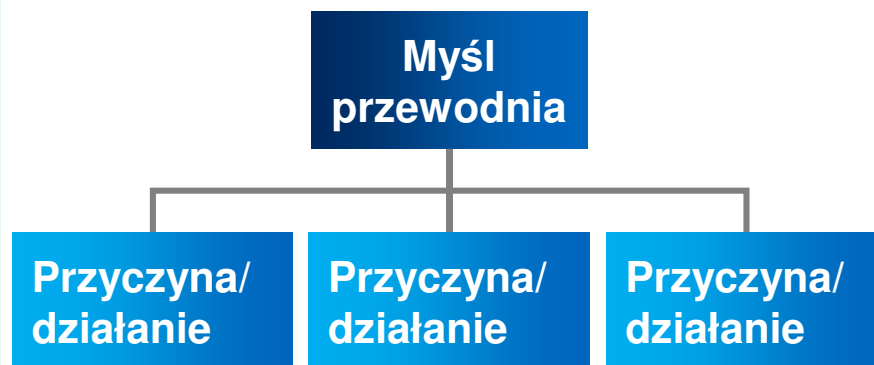 Myśl
przewodnia
Przyczyna/
działanie
Przyczyna/
działanie
Przyczyna/
działanie